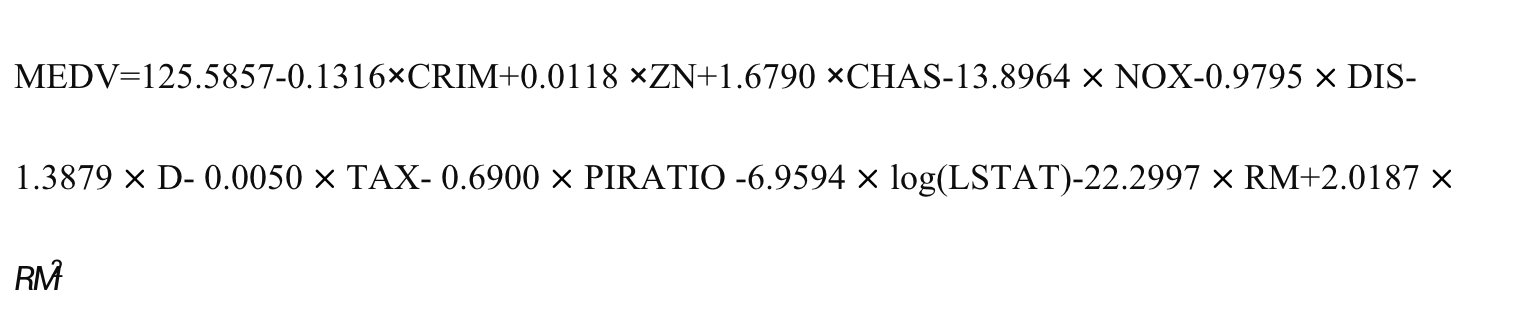 MEDV=125.5857-0.1316×CRIM+0.0118 ×ZN+1.6790 ×CHAS-13.8964 × NOX-0.9795 × DIS-
1.3879 × D- 0.0050 × TAX- 0.6900 × PIRATIO -6.9594 × log(LSTAT)-22.2997 × RM+2.0187 ×
RM²